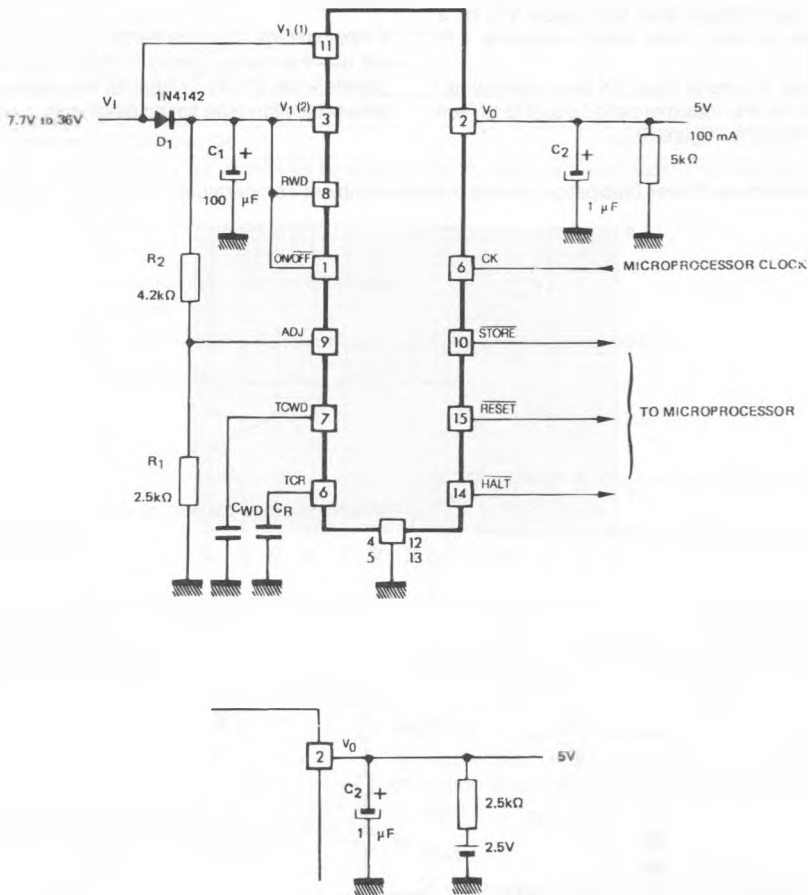 V1 (1)
11
1N4142
VI
7.7V to 36V
D1
V1 (2)
3
2
V0
5V
100 mA
C1
+
100 µF
RWD
8
C2
+
1 µF
5kΩ
ON/OFF
1
6
CK
MICROPROCESSOR CLOCK
R2
4.2kΩ
ADJ
9
10
STORE
TCWD
7
15
RESET
TO MICROPROCESSOR
R1
2.5kΩ
TCR
6
14
HALT
CWD
CR
4 12
5 13
2
V0
5V
C2
+
1 µF
2.5kΩ
2.5V